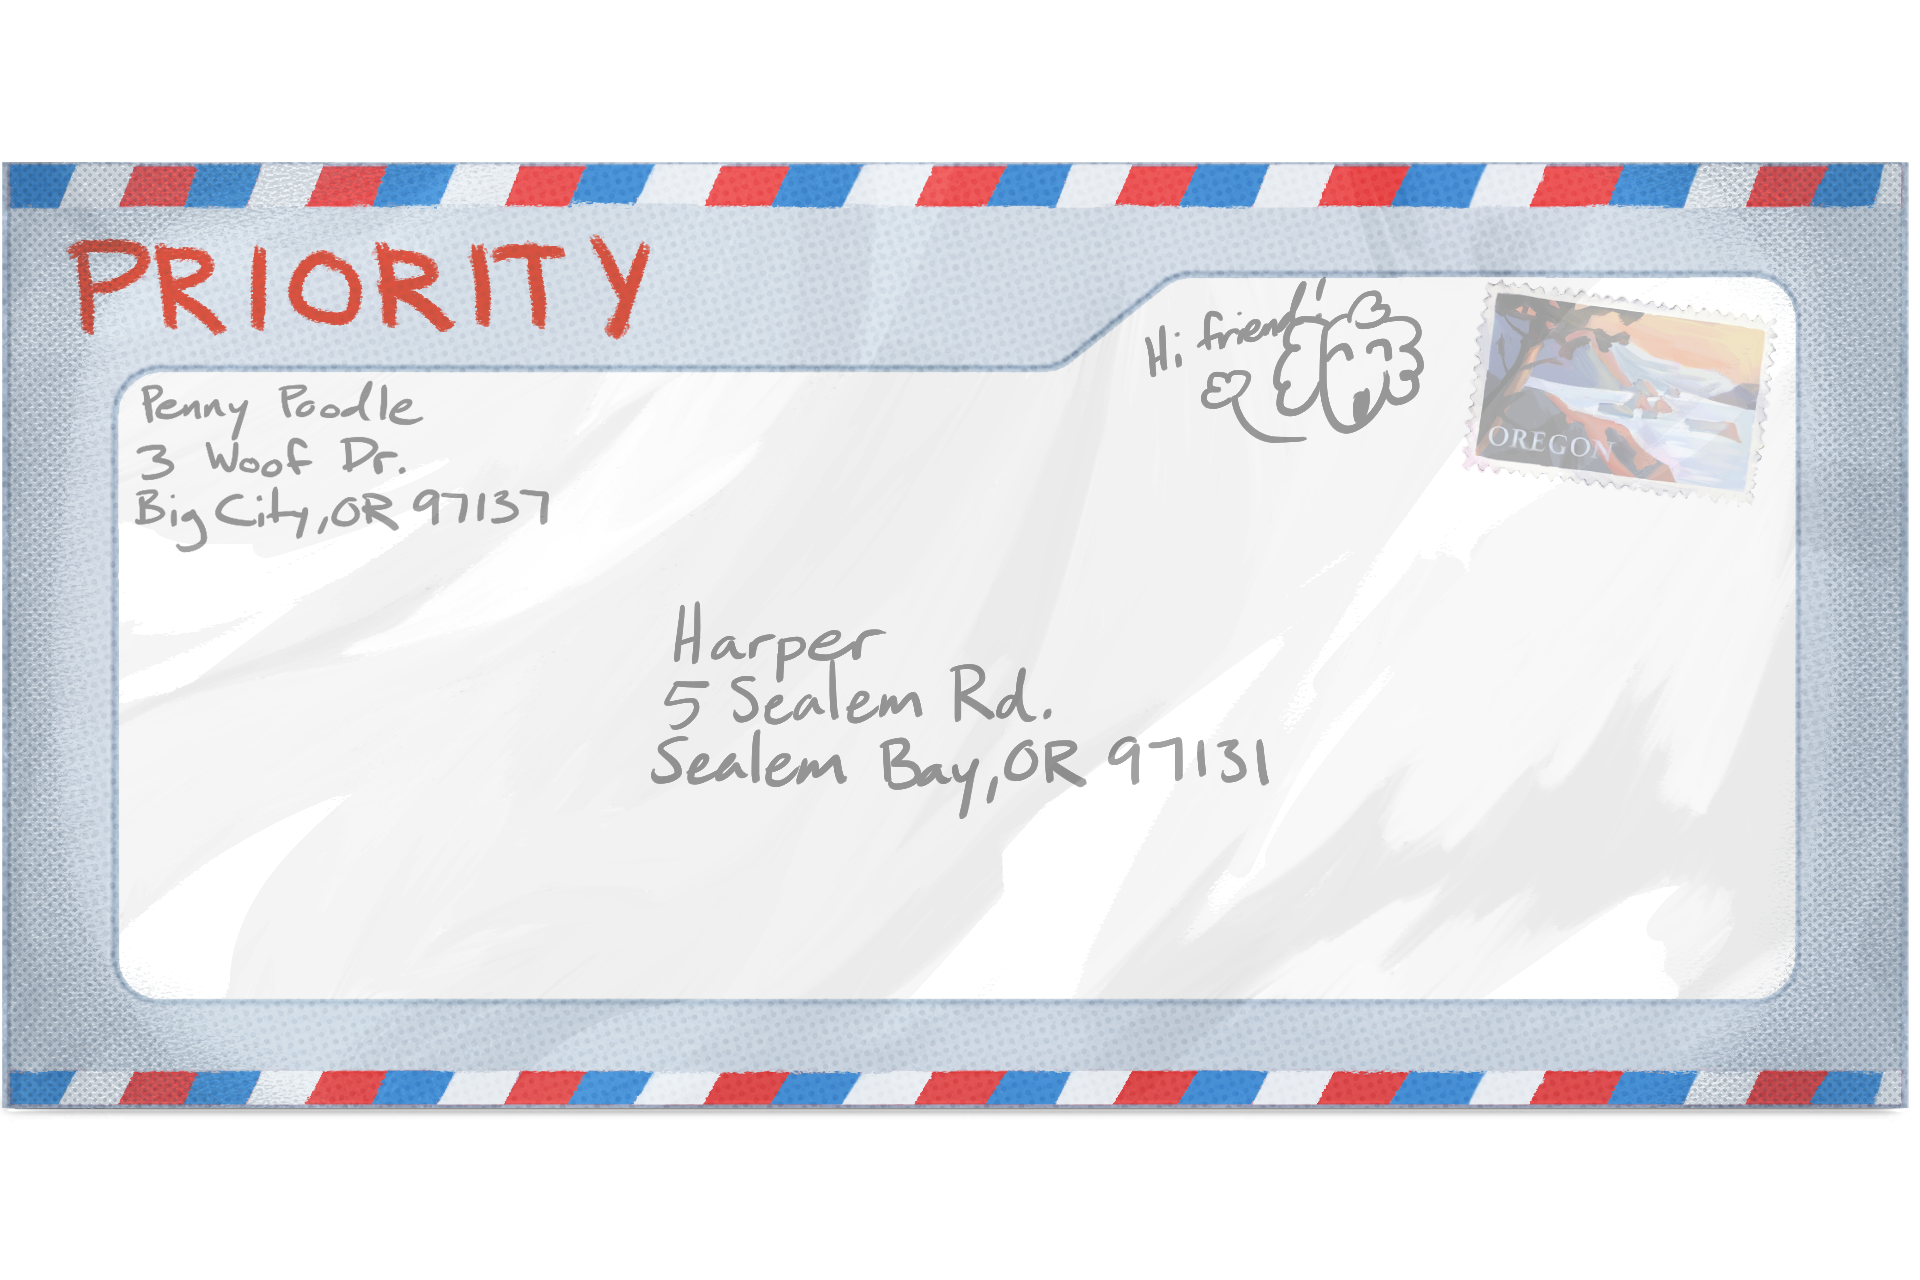 PRIORITY
Hi friend!
OREGON
Penny Poodle
3 Woof Dr.
Big City, OR 97137
Harper
5 Sealem Rd.
Sealem Bay, OR 97131